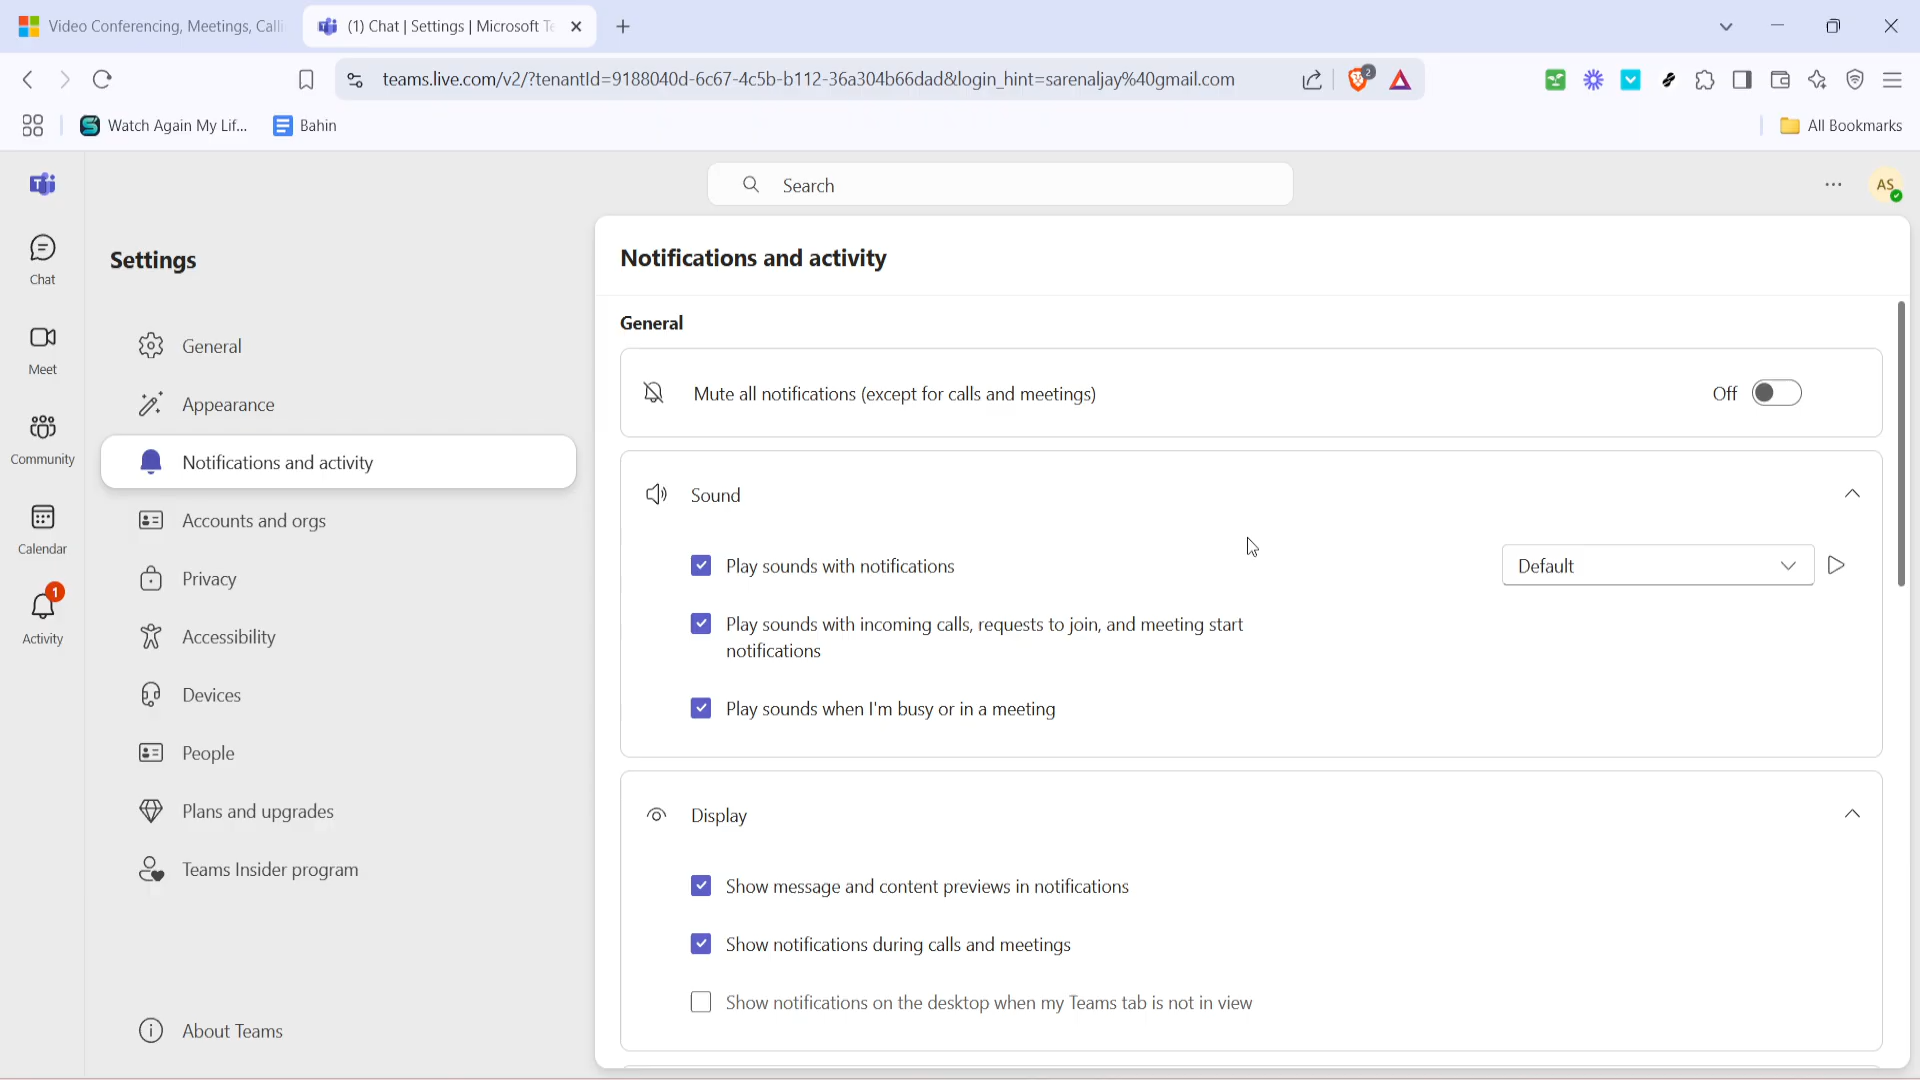 Video Conferencing, Meetings, Calli
(1) Chat | Settings | Microsoft Te
teams.live.com/v2/?tenantId=9188040d-6c67-4c5b-b112-36a304b66dad&login_hint=sarenaljay%40gmail.com
2
Watch Again My Lif...
Bahin
All Bookmarks
Search
AS
Chat
Meet
Community
Calendar
1
Activity
Settings
General
Appearance
Notifications and activity
Accounts and orgs
Privacy
Accessibility
Devices
People
Plans and upgrades
Teams Insider program
About Teams
Notifications and activity
General
Mute all notifications (except for calls and meetings)
Off
Sound
Play sounds with notifications
Default
Play sounds with incoming calls, requests to join, and meeting start
notifications
Play sounds when I'm busy or in a meeting
Display
Show message and content previews in notifications
Show notifications during calls and meetings
Show notifications on the desktop when my Teams tab is not in view